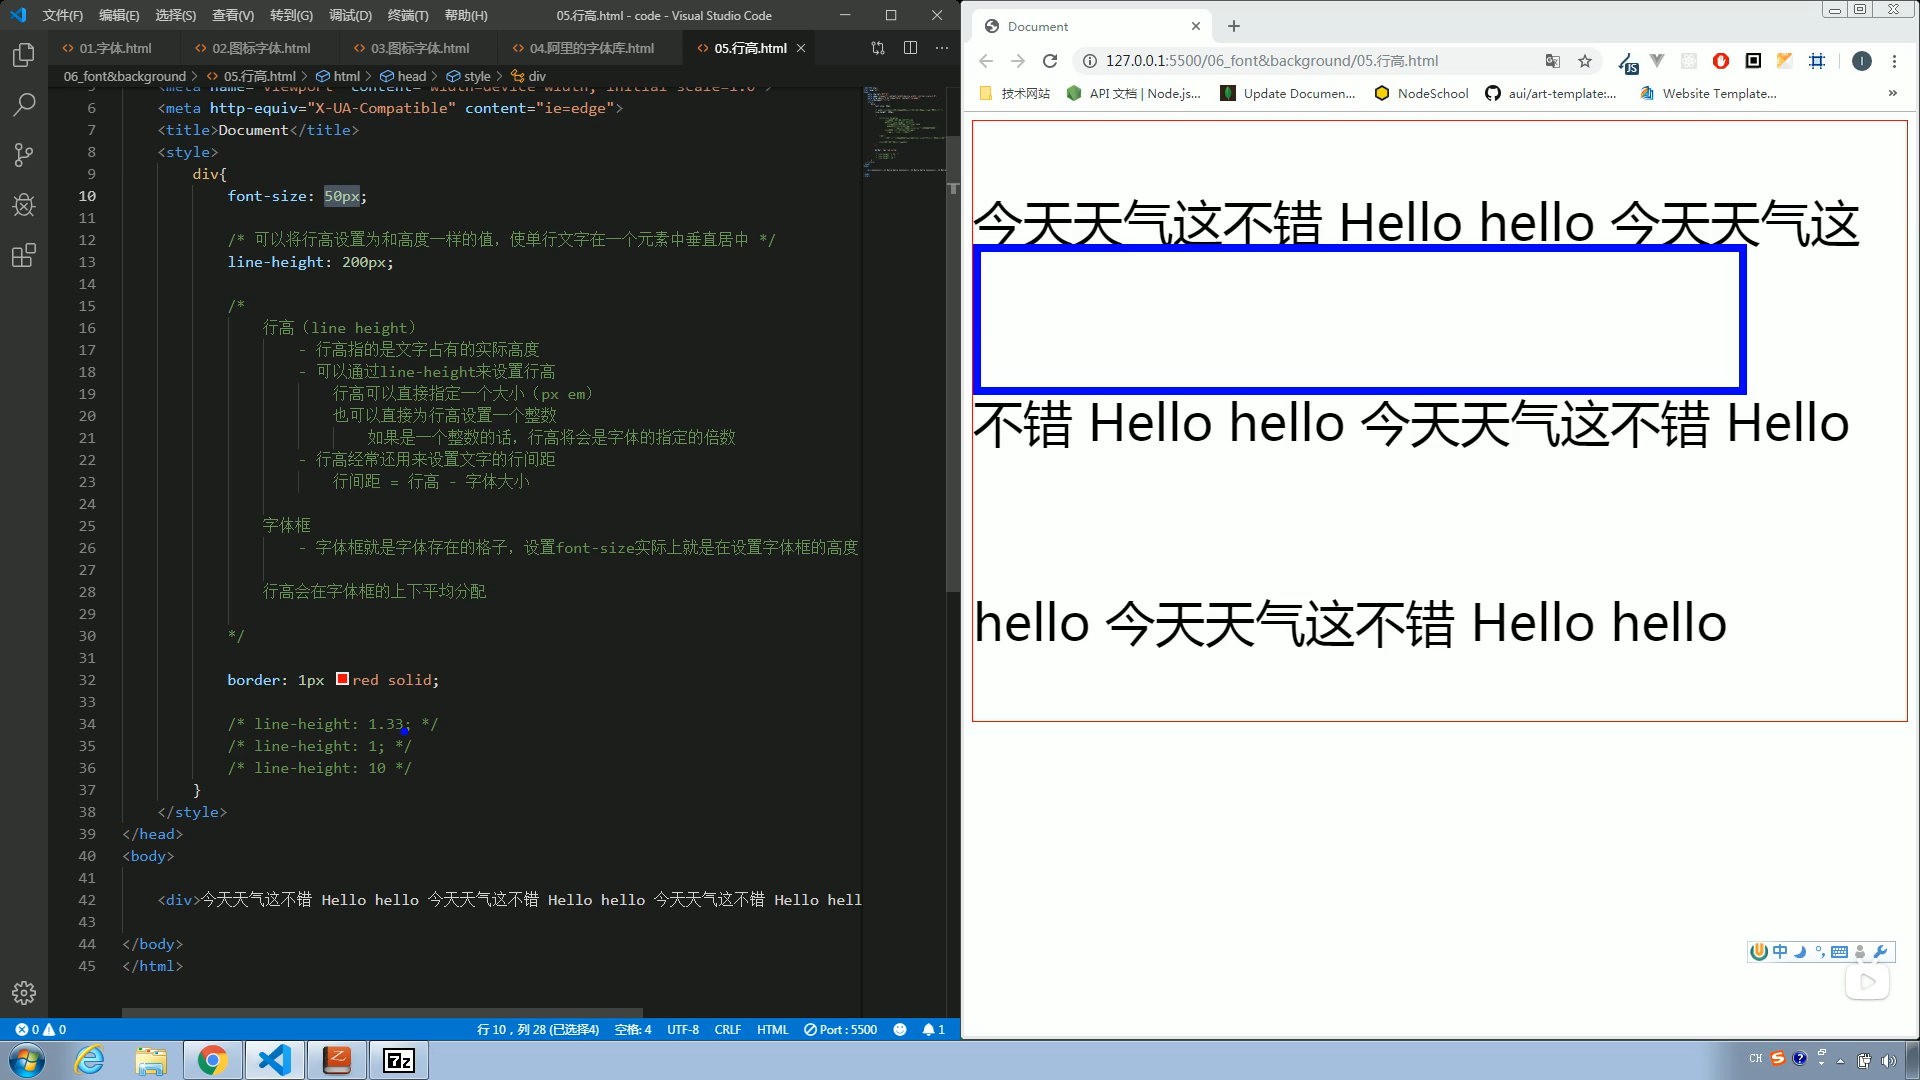 文件(F) 编辑(E) 选择(S) 查看(V) 转到(G) 调试(D) 终端(T) 帮助(H) 05.行高.html - code - Visual Studio Code
01.字体.html 02.图标字体.html 03.图标字体.html 04.阿里的字体库.html 05.行高.html
06_font&background > 05.行高.html > html > head > style > div
6 <meta http-equiv="X-UA-Compatible" content="ie=edge">
7 <title>Document</title>
8 <style>
9 div{
10 font-size: 50px;
11
12 /* 可以将行高设置为和高度一样的值，使单行文字在一个元素中垂直居中 */
13 line-height: 200px;
14
15 /*
16 行高（line height）
17 - 行高指的是文字占有的实际高度
18 - 可以通过line-height来设置行高
19 行高可以直接指定一个大小（px em）
20 也可以直接为行高设置一个整数
21 如果是一个整数的话，行高将会是字体的指定的倍数
22 - 行高经常还用来设置文字的行间距
23 行间距 = 行高 - 字体大小
24
25 字体框
26 - 字体框就是字体存在的格子，设置font-size实际上就是在设置字体框的高度
27
28 行高会在字体框的上下平均分配
29
30 */
31
32 border: 1px red solid;
33
34 /* line-height: 1.33; */
35 /* line-height: 1; */
36 /* line-height: 10 */
37 }
38 </style>
39 </head>
40 <body>
41
42 <div>今天天气这不错 Hello hello 今天天气这不错 Hello hello 今天天气这不错 Hello hell
43
44 </body>
45 </html>
0 0 行 10，列 28 (已选择4) 空格: 4 UTF-8 CRLF HTML Port : 5500 1
Document
127.0.0.1:5500/06_font&background/05.行高.html
技术网站 API 文档 | Node.js... Update Documen... NodeSchool aui/art-template:... Website Template... »
今天天气这不错 Hello hello 今天天气这
不错 Hello hello 今天天气这不错 Hello
hello 今天天气这不错 Hello hello
中
CH